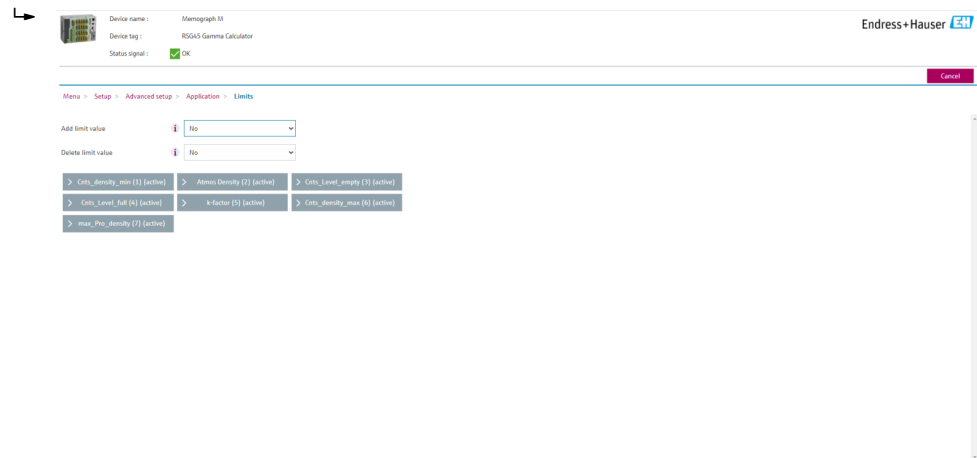 Device name : Memograph M
Endress+Hauser EH
Device tag : RSG45 Gamma Calculator
Status signal : OK
Cancel
Menu > Setup > Advanced setup > Application > Limits
Add limit value i No
Delete limit value i No
> Cnts_density_min (1) (active) > Atmos Density (2) (active) > Cnts_Level_empty (3) (active)
> Cnts_Level_full (4) (active) > k-factor (5) (active) > Cnts_density_max (6) (active)
> max_Pro_density (7) (active)